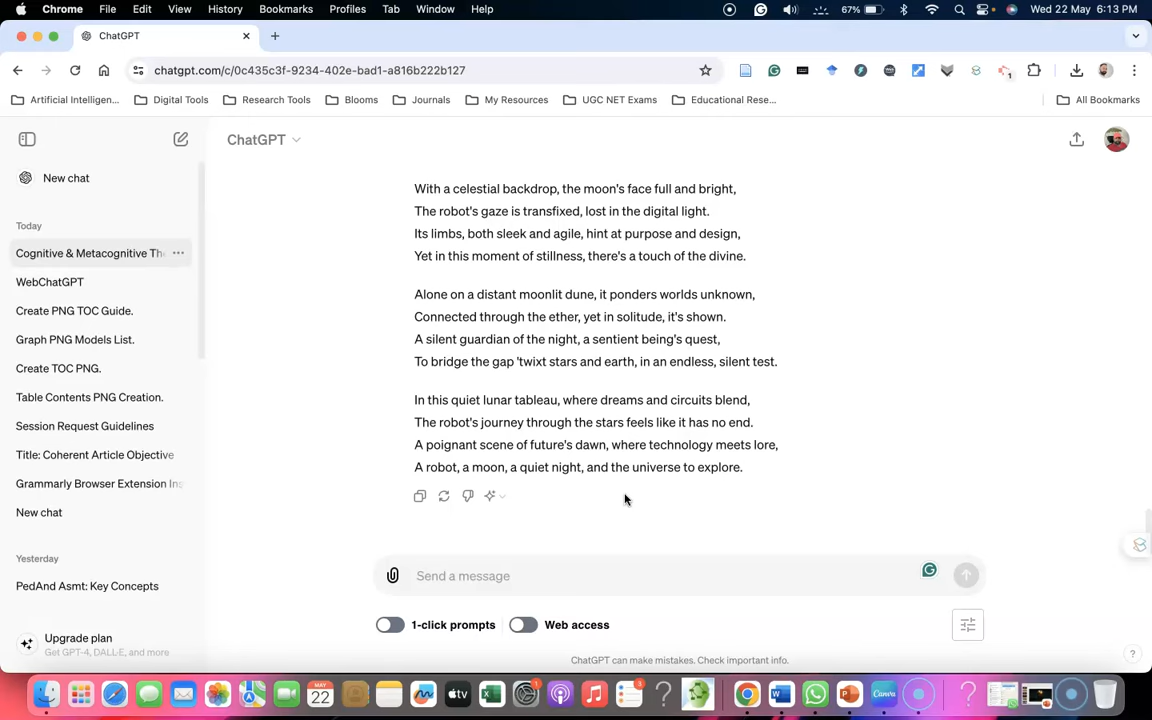 Chrome File Edit View History Bookmarks Profiles Tab Window Help 67% Wed 22 May 6:13 PM
ChatGPT
chatgpt.com/c/0c435c3f-9234-402e-bad1-a816b222b127
1
Artificial Intelligen... Digital Tools Research Tools Blooms Journals My Resources UGC NET Exams Educational Rese... All Bookmarks
ChatGPT
New chat
Today
Cognitive & Metacognitive Th
WebChatGPT
Create PNG TOC Guide.
Graph PNG Models List.
Create TOC PNG.
Table Contents PNG Creation.
Session Request Guidelines
Title: Coherent Article Objective
Grammarly Browser Extension Ins
New chat
Yesterday
PedAnd Asmt: Key Concepts
Upgrade plan
Get GPT-4, DALL·E, and more
With a celestial backdrop, the moon's face full and bright,
The robot's gaze is transfixed, lost in the digital light.
Its limbs, both sleek and agile, hint at purpose and design,
Yet in this moment of stillness, there's a touch of the divine.
Alone on a distant moonlit dune, it ponders worlds unknown,
Connected through the ether, yet in solitude, it's shown.
A silent guardian of the night, a sentient being's quest,
To bridge the gap 'twixt stars and earth, in an endless, silent test.
In this quiet lunar tableau, where dreams and circuits blend,
The robot's journey through the stars feels like it has no end.
A poignant scene of future's dawn, where technology meets lore,
A robot, a moon, a quiet night, and the universe to explore.
Send a message
1-click prompts Web access
ChatGPT can make mistakes. Check important info.
?
MAY
22
1
3